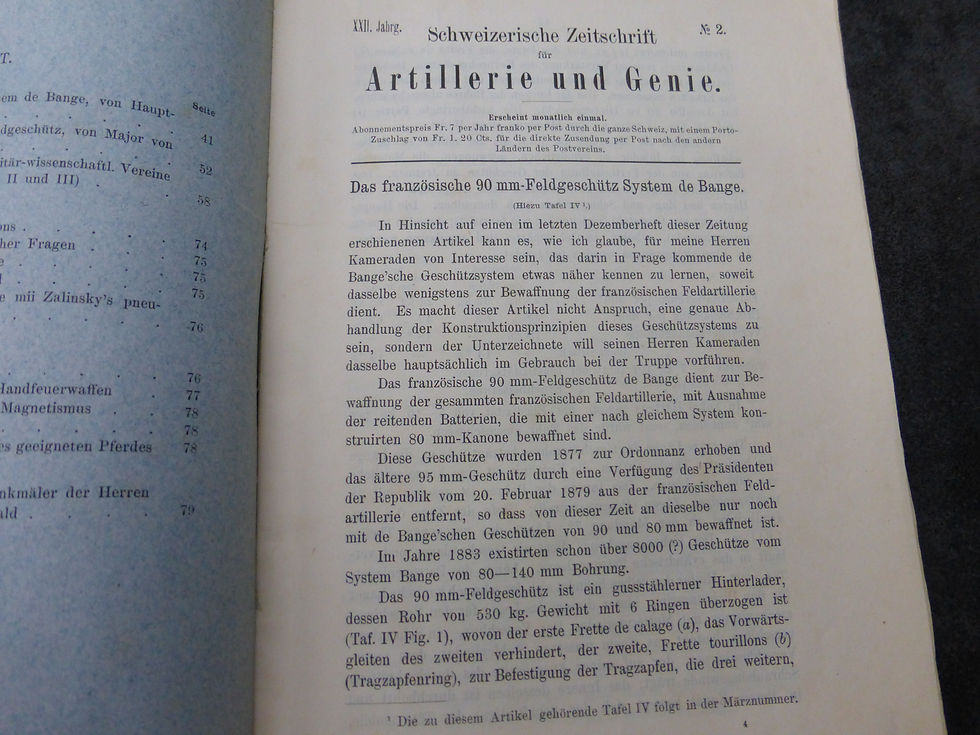 T.
em de Bange, von Haupt- Seite
. . . . . . 41
dgeschütz, von Major von
. . . . . . 52
itär-wissenschaftl. Vereine
II und III) . . . 58
ons . . . . . . 74
her Fragen . . . . 75
e . . . . . . 75
l . . . . . . 75
e mii Zalinsky's pneu-
. . . . . . 76
. . . . . . 76
Handfeuerwaffen . 77
Magnetismus . . 78
. . . . . . 78
es geeigneten Pferdes 78
nkmäler der Herren
ald . . . . . 79
XXII. Jahrg. № 2.
Schweizerische Zeitschrift
für
Artillerie und Genie.
Erscheint monatlich einmal.
Abonnementspreis Fr. 7 per Jahr franko per Post durch die ganze Schweiz, mit einem Porto-
Zuschlag von Fr. 1. 20 Cts. für die direkte Zusendung per Post nach den andern
Ländern des Postvereins.
Das französische 90 mm-Feldgeschütz System de Bange.
(Hiezu Tafel IV ¹.)
In Hinsicht auf einen im letzten Dezemberheft dieser Zeitung
erschienenen Artikel kann es, wie ich glaube, für meine Herren
Kameraden von Interesse sein, das darin in Frage kommende de
Bange'sche Geschützsystem etwas näher kennen zu lernen, soweit
dasselbe wenigstens zur Bewaffnung der französischen Feldartillerie
dient. Es macht dieser Artikel nicht Anspruch, eine genaue Ab-
handlung der Konstruktionsprinzipien dieses Geschützsystems zu
sein, sondern der Unterzeichnete will seinen Herren Kameraden
dasselbe hauptsächlich im Gebrauch bei der Truppe vorführen.
Das französische 90 mm-Feldgeschütz de Bange dient zur Be-
waffnung der gesammten französischen Feldartillerie, mit Ausnahme
der reitenden Batterien, die mit einer nach gleichem System kon-
struirten 80 mm-Kanone bewaffnet sind.
Diese Geschütze wurden 1877 zur Ordonnanz erhoben und
das ältere 95 mm-Geschütz durch eine Verfügung des Präsidenten
der Republik vom 20. Februar 1879 aus der französischen Feld-
artillerie entfernt, so dass von dieser Zeit an dieselbe nur noch
mit de Bange'schen Geschützen von 90 und 80 mm bewaffnet ist.
Im Jahre 1883 existirten schon über 8000 (?) Geschütze vom
System Bange von 80—140 mm Bohrung.
Das 90 mm-Feldgeschütz ist ein gussstählerner Hinterlader,
dessen Rohr von 530 kg. Gewicht mit 6 Ringen überzogen ist
(Taf. IV Fig. 1), wovon der erste Frette de calage (a), das Vorwärts-
gleiten des zweiten verhindert, der zweite, Frette tourillons (b)
(Tragzapfenring), zur Befestigung der Tragzapfen, die drei weitern,
¹ Die zu diesem Artikel gehörende Tafel IV folgt in der Märznummer.
4